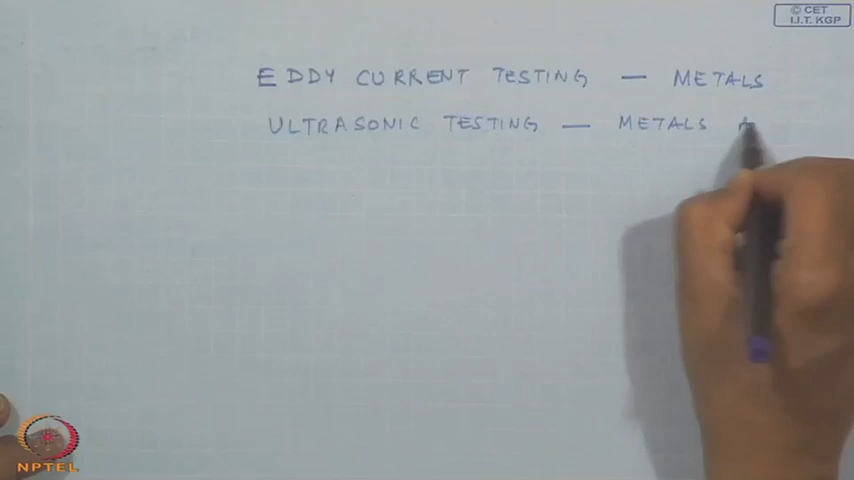 © CET
I.I.T. KGP
EDDY CURRENT TESTING — METALS
ULTRASONIC TESTING — METALS A
NPTEL